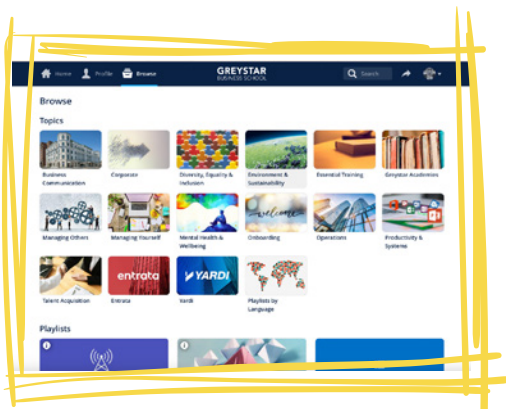 Home Profile Browse
GREYSTAR
BUSINESS SCHOOL
Search
Browse
Topics
Business
Communication
Corporate
Diversity, Equality &
Inclusion
Environment &
Sustainability
Essential Training
Greystar Academies
welcome
Managing Others
Managing Yourself
Mental Health &
Wellbeing
Onboarding
Operations
Productivity &
Systems
entrata
YARDI
Talent Acquisition
Entrata
Yardi
Playlists by
Language
Playlists